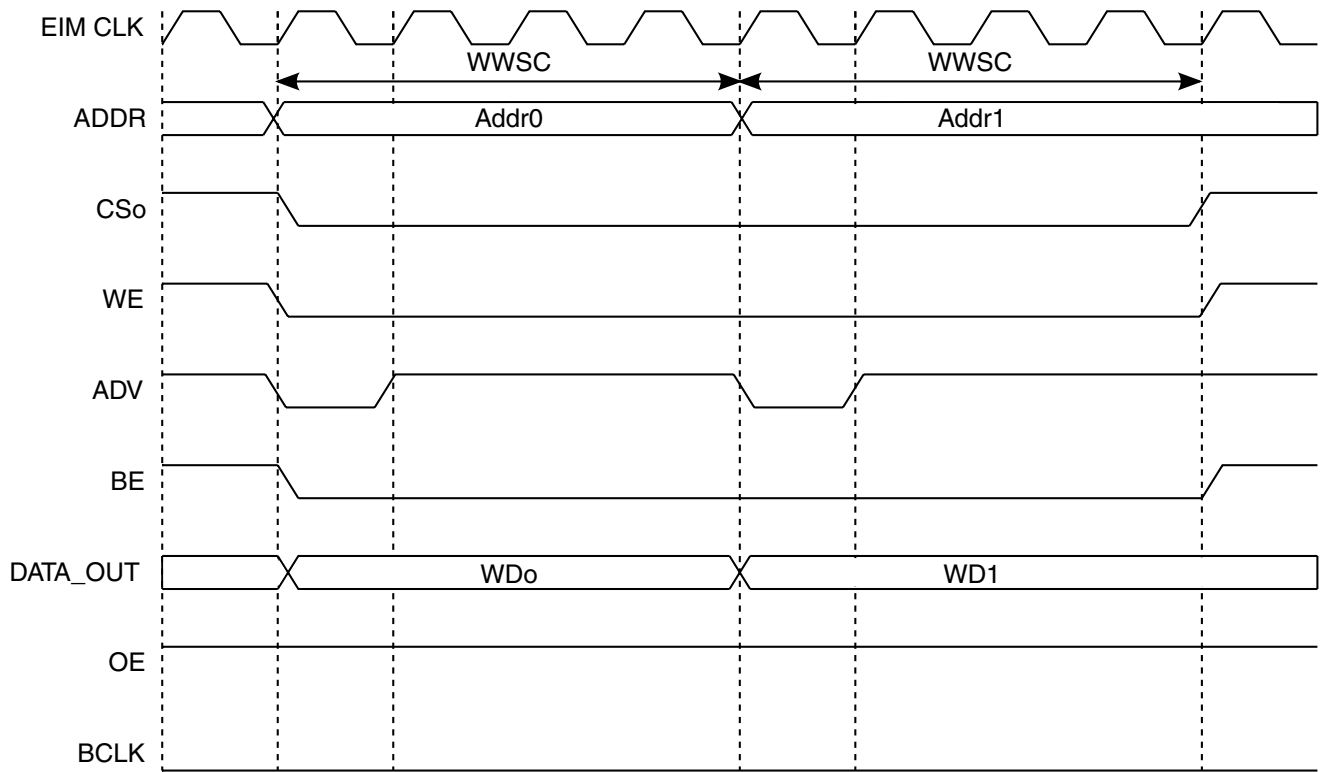 EIM CLK
WWSC WWSC
ADDR Addr0 Addr1
CSo
WE
ADV
BE
DATA_OUT WDo WD1
OE
BCLK